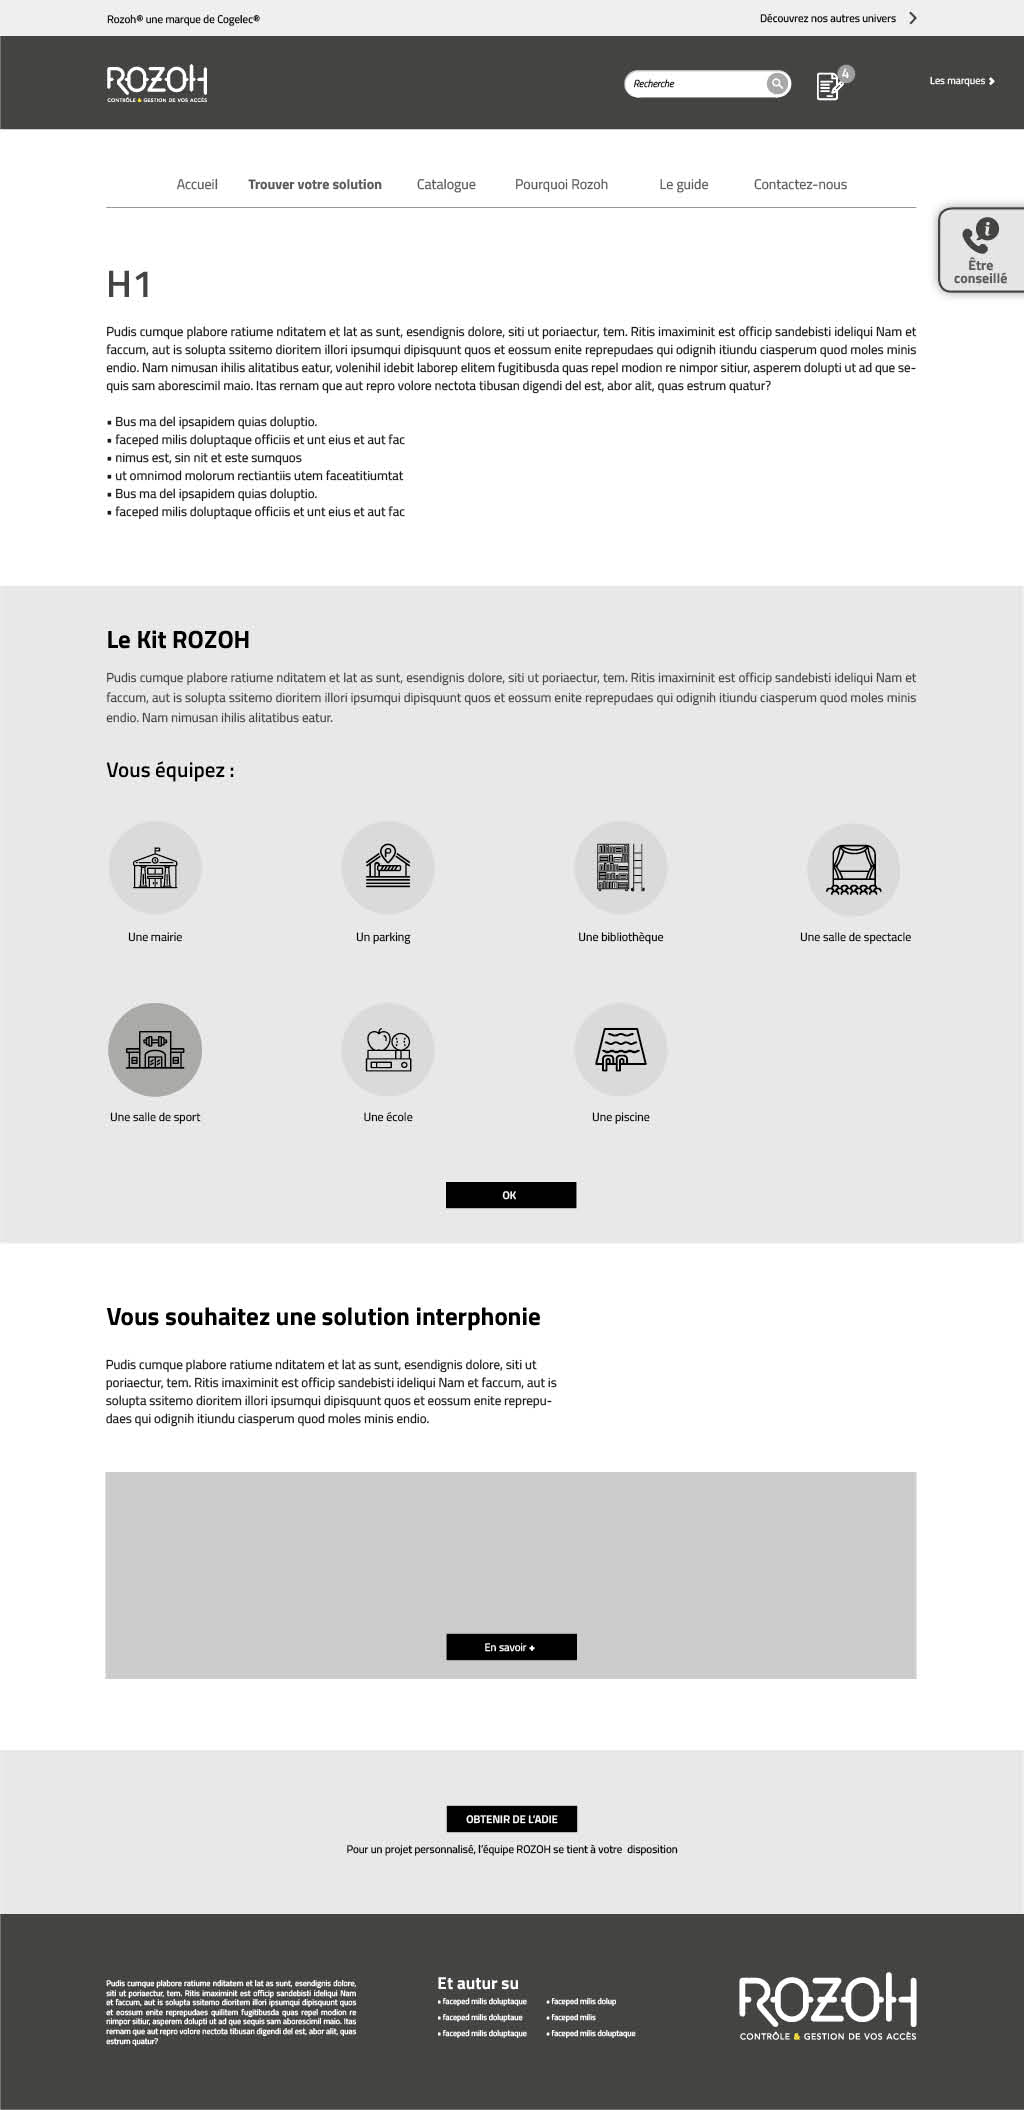 Rozoh® une marque de Cogelec®
Découvrez nos autres univers
ROZOH
CONTRÔLE & GESTION DE VOS ACCÈS
Recherche
4
Les marques
Accueil
Trouver votre solution
Catalogue
Pourquoi Rozoh
Le guide
Contactez-nous
i
Être
conseillé
H1
Pudis cumque plabore ratiume nditatem et lat as sunt, esendignis dolore, siti ut poriaectur, tem. Ritis imaximinit est officip sandebisti ideliqui Nam et
faccum, aut is solupta ssitemo dioritem illori ipsumqui dipisquunt quos et eossum enite reprepudaes qui odignih itiundu ciasperum quod moles minis
endio. Nam nimusan ihilis alitatibus eatur, volenihil idebit laborep elitem fugitibusda quas repel modion re nimpor sitiur, asperem dolupti ut ad que se-
quis sam aborescimil maio. Itas rernam que aut repro volore nectota tibusan digendi del est, abor alit, quas estrum quatur?
• Bus ma del ipsapidem quias doluptio.
• faceped milis doluptaque officiis et unt eius et aut fac
• nimus est, sin nit et este sumquos
• ut omnimod molorum rectiantiis utem faceatitiumtat
• Bus ma del ipsapidem quias doluptio.
• faceped milis doluptaque officiis et unt eius et aut fac
Le Kit ROZOH
Pudis cumque plabore ratiume nditatem et lat as sunt, esendignis dolore, siti ut poriaectur, tem. Ritis imaximinit est officip sandebisti ideliqui Nam et
faccum, aut is solupta ssitemo dioritem illori ipsumqui dipisquunt quos et eossum enite reprepudaes qui odignih itiundu ciasperum quod moles minis
endio. Nam nimusan ihilis alitatibus eatur.
Vous équipez :
P
Une mairie
Un parking
Une bibliothèque
Une salle de spectacle
Une salle de sport
Une école
Une piscine
OK
Vous souhaitez une solution interphonie
Pudis cumque plabore ratiume nditatem et lat as sunt, esendignis dolore, siti ut
poriaectur, tem. Ritis imaximinit est officip sandebisti ideliqui Nam et faccum, aut is
solupta ssitemo dioritem illori ipsumqui dipisquunt quos et eossum enite reprepu-
daes qui odignih itiundu ciasperum quod moles minis endio.
En savoir +
OBTENIR DE L'ADIE
Pour un projet personnalisé, l'équipe ROZOH se tient à votre disposition
Pudis cumque plabore ratiume nditatem et lat as sunt, esendignis dolore,
siti ut poriaectur, tem. Ritis imaximinit est officip sandebisti ideliqui Nam
et faccum, aut is solupta ssitemo dioritem illori ipsumqui dipisquunt quos
et eossum enite reprepudaes qulitem fugitibusda quas repel modion re
nimpor sitiur, asperem dolupti ut ad que sequis sam aborescimil maio. Itas
rernam que aut repro volore nectota tibusan digendi del est, abor alit, quas
estrum quatur?
Et autur su
• faceped milis doluptaque
• faceped milis doluptaue
• faceped milis doluptaque
• faceped milis dolup
• faceped milis
• faceped milis doluptaque
ROZOH
CONTRÔLE & GESTION DE VOS ACCÈS